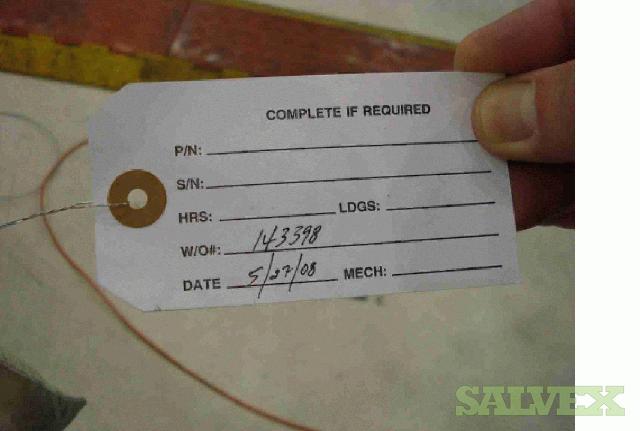 COMPLETE IF REQUIRED
P/N:
S/N:
HRS: LDGS:
W/O#: 143398
DATE 5/27/08 MECH:
SALVEX